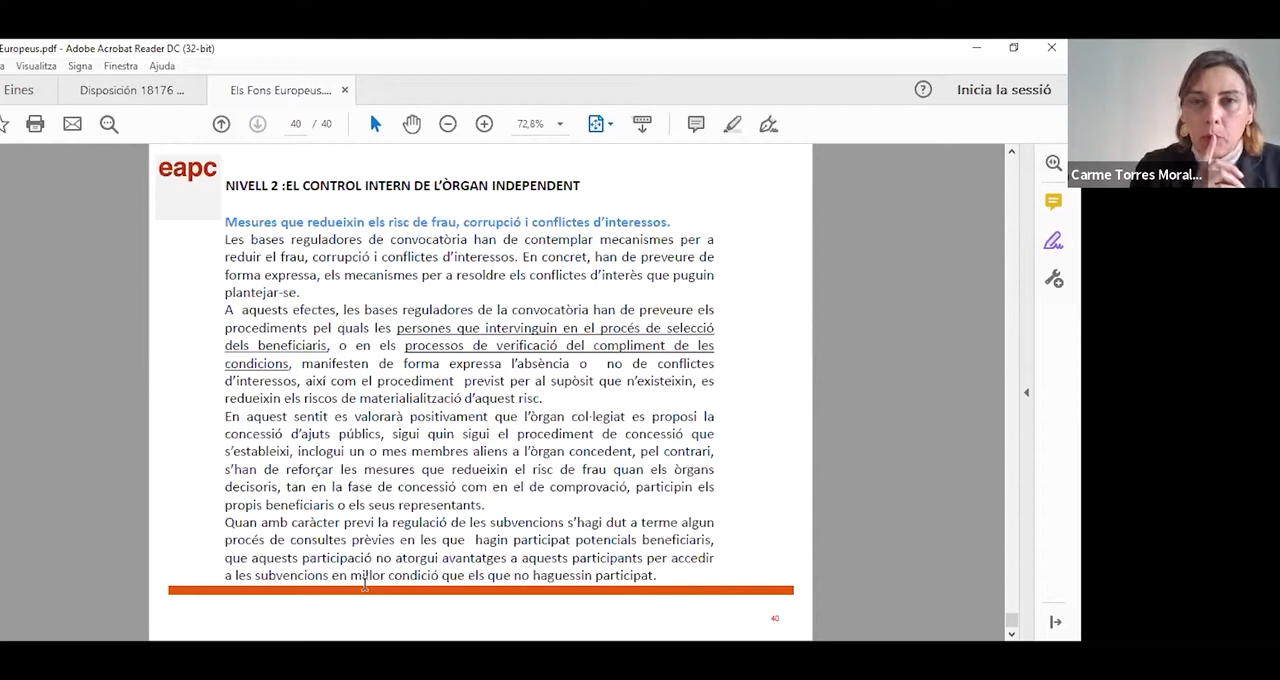 Europeus.pdf - Adobe Acrobat Reader DC (32-bit)
a Visualitza Signa Finestra Ajuda
Eines Disposición 18176 ... Els Fons Europeus.... × Inicia la sessió
40 / 40 72,8%
Carme Torres Moral...
eapc
NIVELL 2 :EL CONTROL INTERN DE L'ÒRGAN INDEPENDENT
Mesures que redueixin els risc de frau, corrupció i conflictes d'interessos.
Les bases reguladores de convocatòria han de contemplar mecanismes per a
reduir el frau, corrupció i conflictes d'interessos. En concret, han de preveure de
forma expressa, els mecanismes per a resoldre els conflictes d'interès que puguin
plantejar-se.
A aquests efectes, les bases reguladores de la convocatòria han de preveure els
procediments pel quals les persones que intervinguin en el procés de selecció
dels beneficiaris, o en els processos de verificació del compliment de les
condicions, manifesten de forma expressa l'absència o no de conflictes
d'interessos, així com el procediment previst per al supòsit que n'existeixin, es
redueixin els riscos de materialialització d'aquest risc.
En aquest sentit es valorarà positivament que l'òrgan col·legiat es proposi la
concessió d'ajuts públics, sigui quin sigui el procediment de concessió que
s'estableixi, inclogui un o mes membres aliens a l'òrgan concedent, pel contrari,
s'han de reforçar les mesures que redueixin el risc de frau quan els òrgans
decisoris, tan en la fase de concessió com en el de comprovació, participin els
propis beneficiaris o els seus representants.
Quan amb caràcter previ la regulació de les subvencions s'hagi dut a terme algun
procés de consultes prèvies en les que hagin participat potencials beneficiaris,
que aquests participació no atorgui avantatges a aquests participants per accedir
a les subvencions en millor condició que els que no haguessin participat.
40